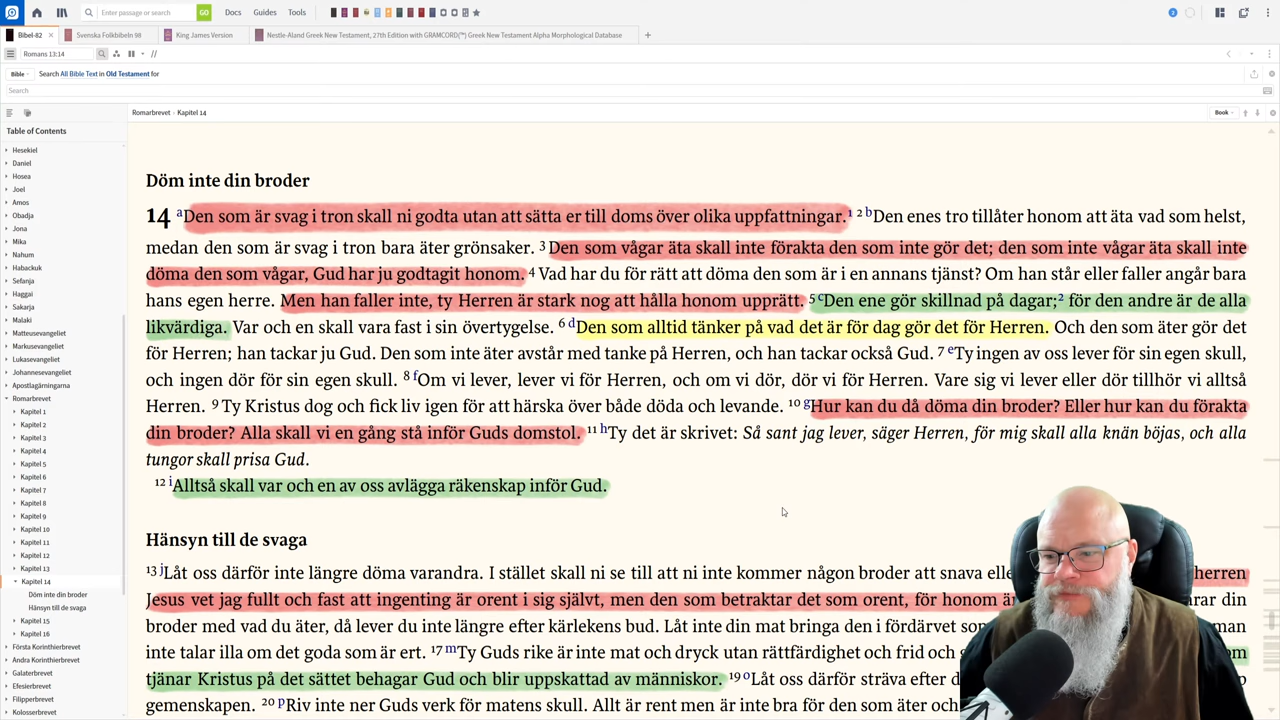 Enter passage or search
GO
Docs
Guides
Tools
2
Bibel-82
Svenska Folkbibeln 98
King James Version
Nestle-Aland Greek New Testament, 27th Edition with GRAMCORD(™) Greek New Testament Alpha Morphological Database
Romans 13:14
Bible
Search All Bible Text in Old Testament for
Search
Table of Contents
Hesekiel
Daniel
Hosea
Joel
Amos
Obadja
Jona
Mika
Nahum
Habackuk
Sefanja
Haggai
Sakarja
Malaki
Matteusevangeliet
Markusevangeliet
Lukasevangeliet
Johannesevangeliet
Apostlagärningarna
Romarbrevet
Kapitel 1
Kapitel 2
Kapitel 3
Kapitel 4
Kapitel 5
Kapitel 6
Kapitel 7
Kapitel 8
Kapitel 9
Kapitel 10
Kapitel 11
Kapitel 12
Kapitel 13
Kapitel 14
Döm inte din broder
Hänsyn till de svaga
Kapitel 15
Kapitel 16
Första Korinthierbrevet
Andra Korinthierbrevet
Galaterbrevet
Efesierbrevet
Filipperbrevet
Kolosserbrevet
Romarbrevet › Kapitel 14
Book
Döm inte din broder
14 a Den som är svag i tron skall ni godta utan att sätta er till doms över olika uppfattningar.1 2 b Den enes tro tillåter honom att äta vad som helst,
medan den som är svag i tron bara äter grönsaker. 3 Den som vågar äta skall inte förakta den som inte gör det; den som inte vågar äta skall inte
döma den som vågar, Gud har ju godtagit honom. 4 Vad har du för rätt att döma den som är i en annans tjänst? Om han står eller faller angår bara
hans egen herre. Men han faller inte, ty Herren är stark nog att hålla honom upprätt. 5 c Den ene gör skillnad på dagar;2 för den andre är de alla
likvärdiga. Var och en skall vara fast i sin övertygelse. 6 d Den som alltid tänker på vad det är för dag gör det för Herren. Och den som äter gör det
för Herren; han tackar ju Gud. Den som inte äter avstår med tanke på Herren, och han tackar också Gud. 7 e Ty ingen av oss lever för sin egen skull,
och ingen dör för sin egen skull. 8 f Om vi lever, lever vi för Herren, och om vi dör, dör vi för Herren. Vare sig vi lever eller dör tillhör vi alltså
Herren. 9 Ty Kristus dog och fick liv igen för att härska över både döda och levande. 10 g Hur kan du då döma din broder? Eller hur kan du förakta
din broder? Alla skall vi en gång stå inför Guds domstol. 11 h Ty det är skrivet: Så sant jag lever, säger Herren, för mig skall alla knän böjas, och alla
tungor skall prisa Gud.
12 i Alltså skall var och en av oss avlägga räkenskap inför Gud.
Hänsyn till de svaga
13 j Låt oss därför inte längre döma varandra. I stället skall ni se till att ni inte kommer någon broder att snava elle herren
Jesus vet jag fullt och fast att ingenting är orent i sig självt, men den som betraktar det som orent, för honom är rar din
broder med vad du äter, då lever du inte längre efter kärlekens bud. Låt inte din mat bringa den i fördärvet so man
inte talar illa om det goda som är ert. 17 m Ty Guds rike är inte mat och dryck utan rättfärdighet och frid och g om
tjänar Kristus på det sättet behagar Gud och blir uppskattad av människor. 19 o Låt oss därför sträva efter d
gemenskapen. 20 p Riv inte ner Guds verk för matens skull. Allt är rent men är inte bra för den som äter